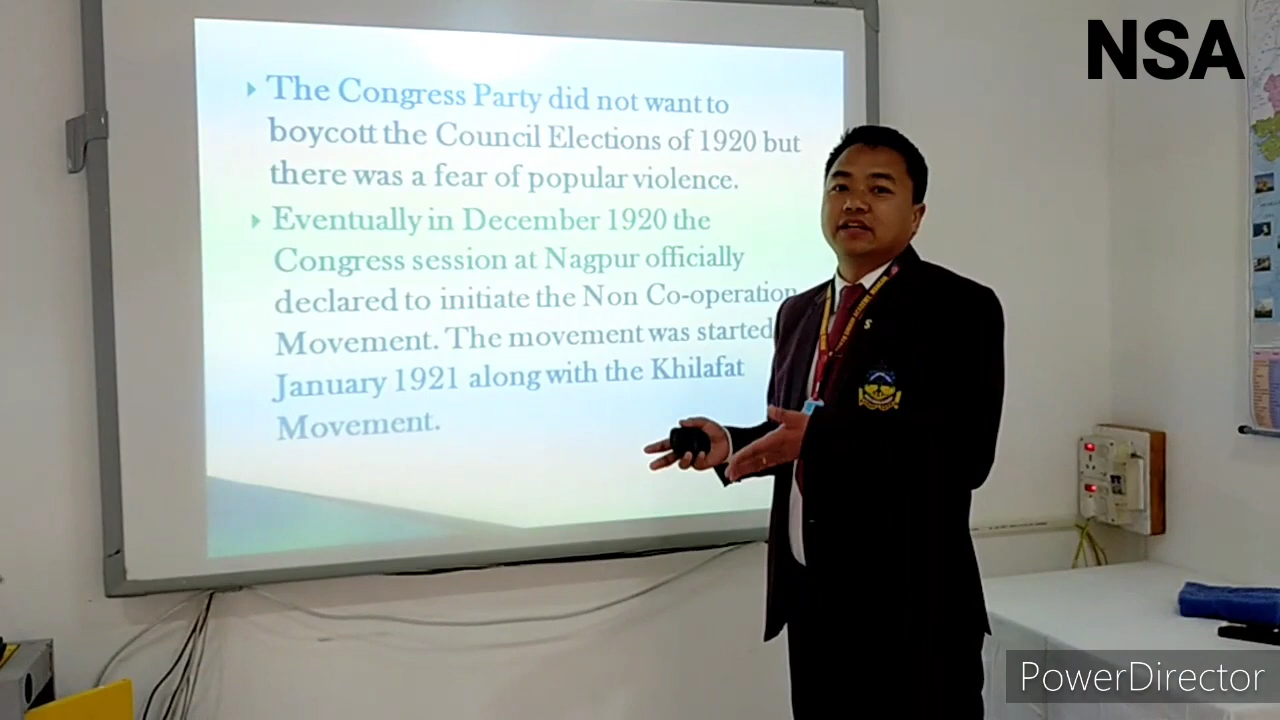 NSA
The Congress Party did not want to
boycott the Council Elections of 1920 but
there was a fear of popular violence.
Eventually in December 1920 the
Congress session at Nagpur officially
declared to initiate the Non Co-operation
Movement. The movement was started
January 1921 along with the Khilafat
Movement.
S
PowerDirector